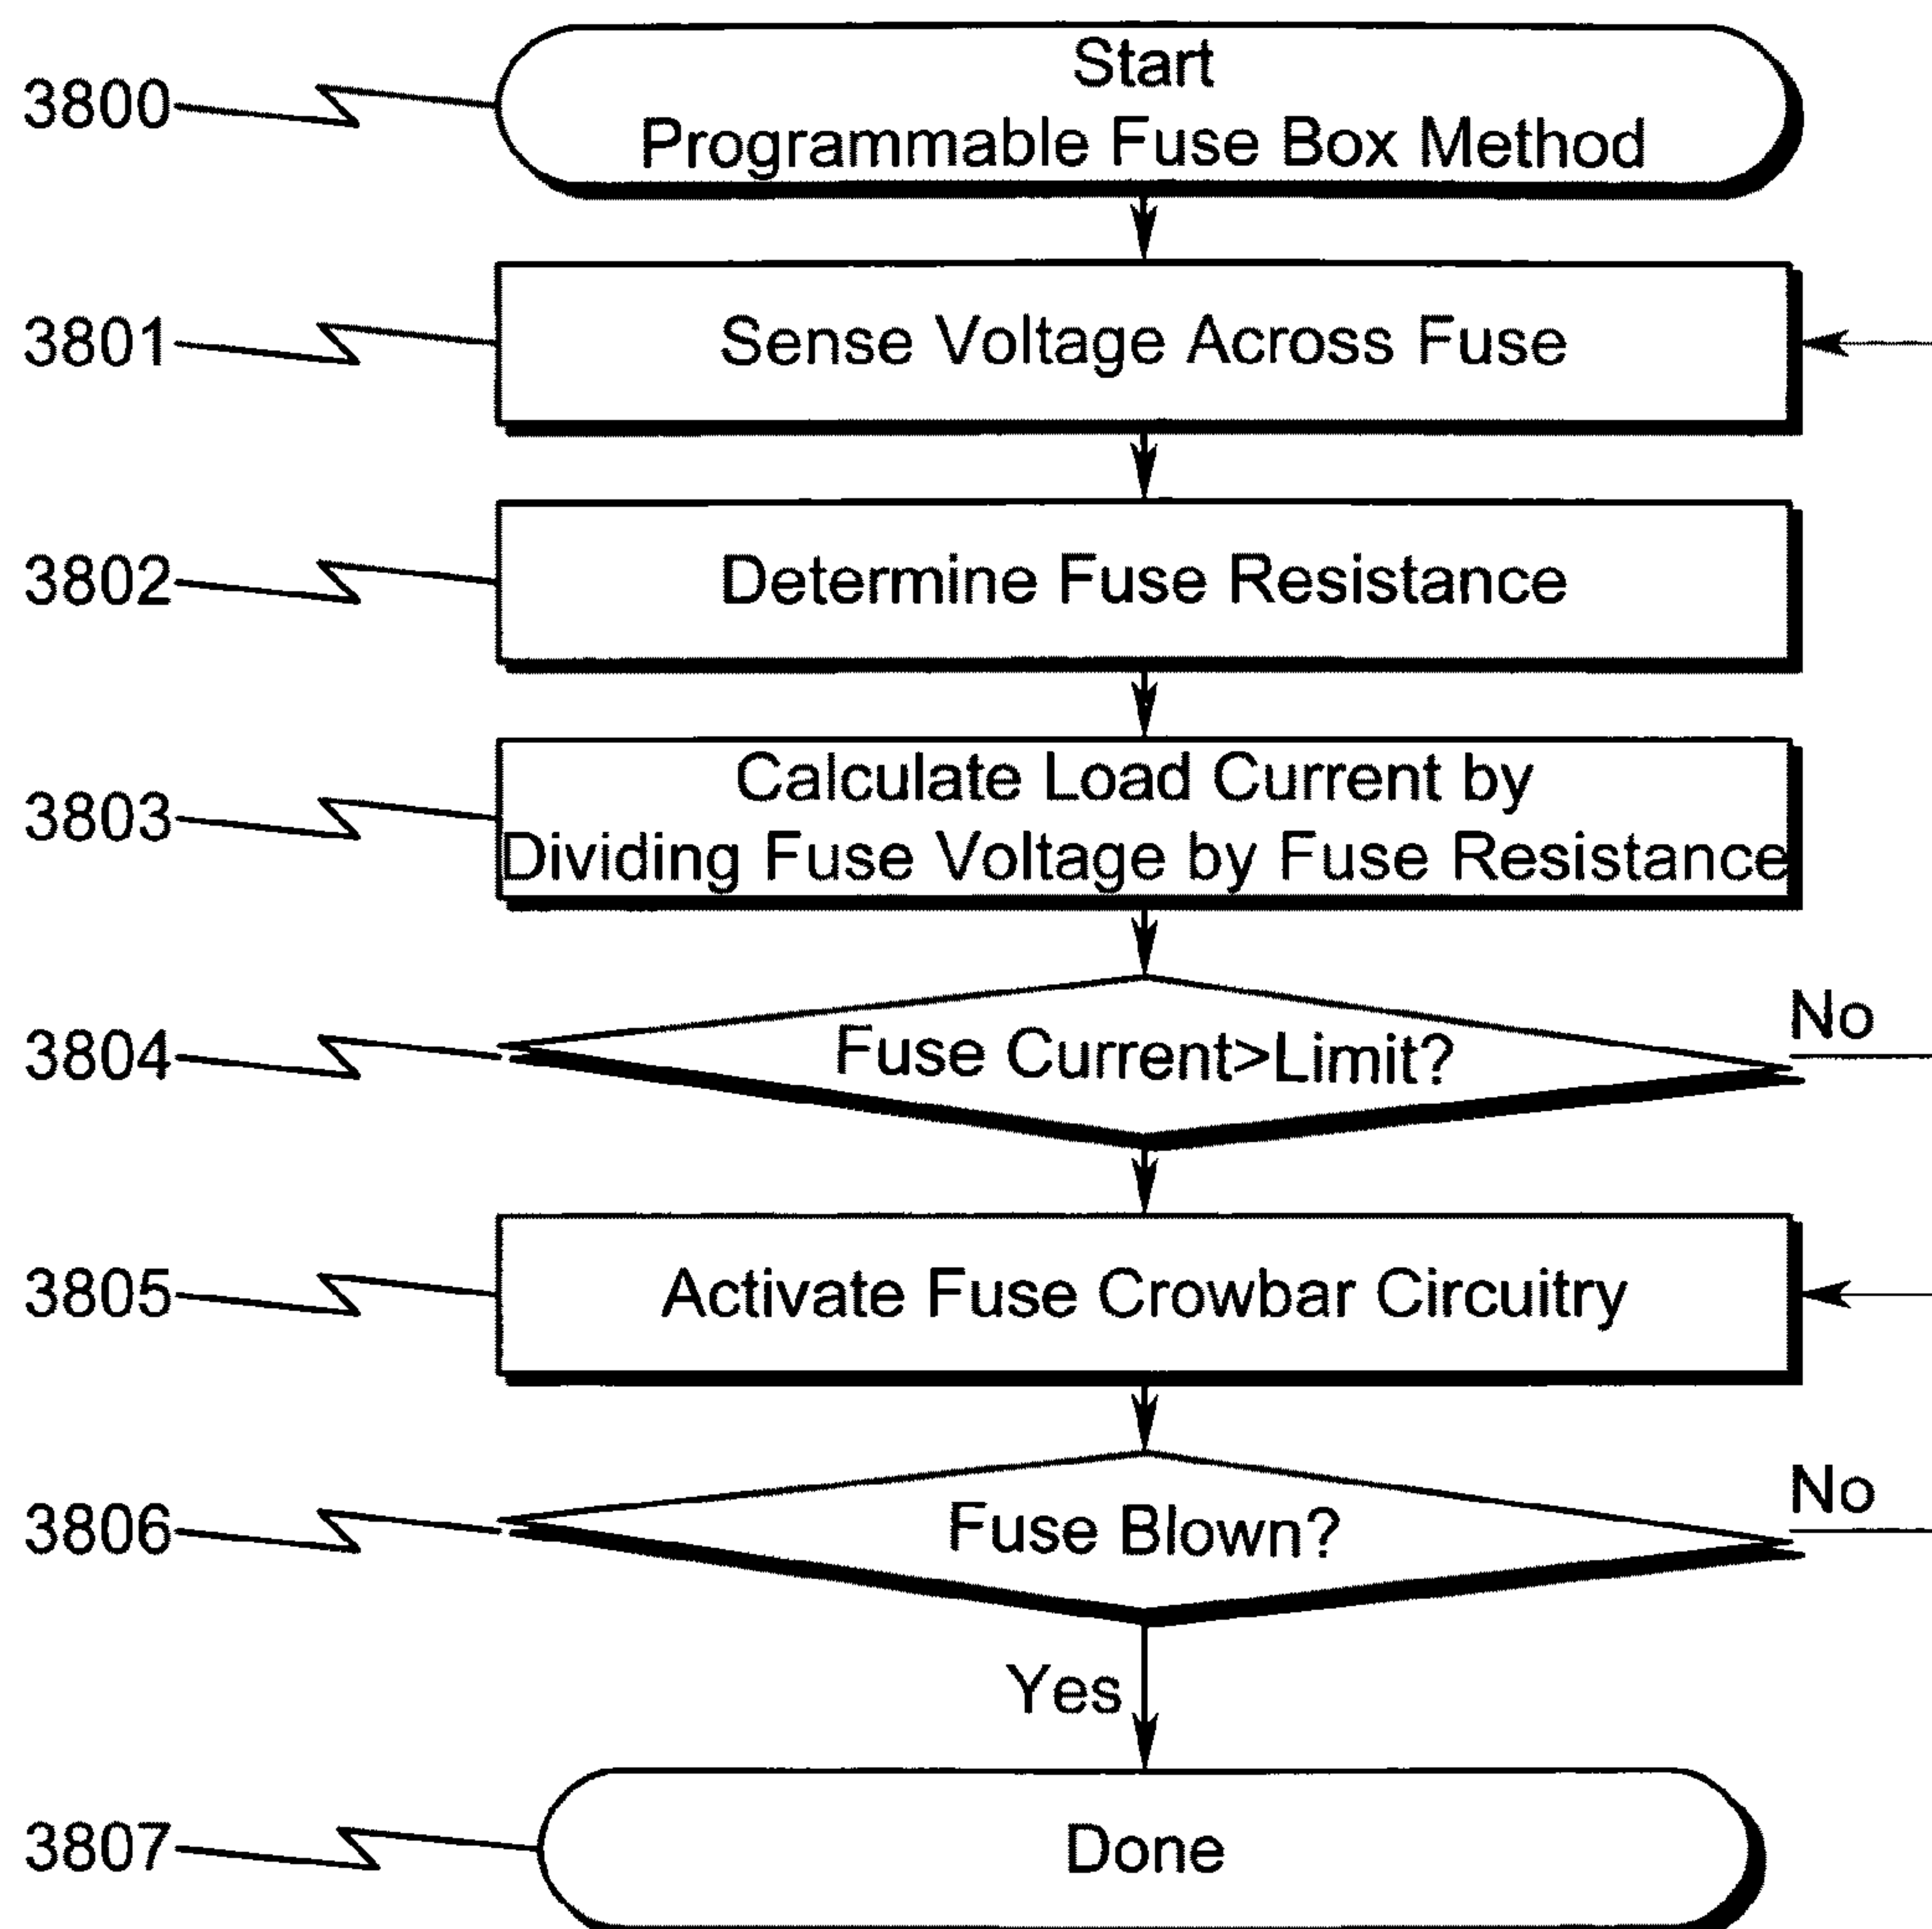 3800
Start
Programmable Fuse Box Method
3801
Sense Voltage Across Fuse
3802
Determine Fuse Resistance
3803
Calculate Load Current by
Dividing Fuse Voltage by Fuse Resistance
3804
Fuse Current>Limit?
No
3805
Activate Fuse Crowbar Circuitry
3806
Fuse Blown?
No
Yes
3807
Done